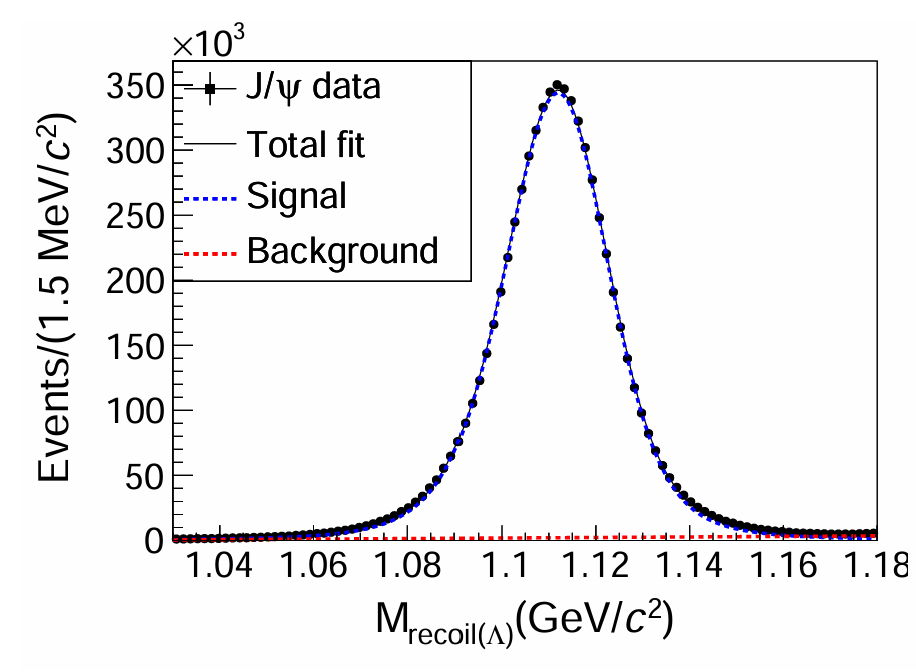 ×10³
350
300
250
200
150
100
50
0
Events/(1.5 MeV/c²)
J/ψ data
Total fit
Signal
Background
1.04 1.06 1.08 1.1 1.12 1.14 1.16 1.18
M_recoil(Λ)(GeV/c²)